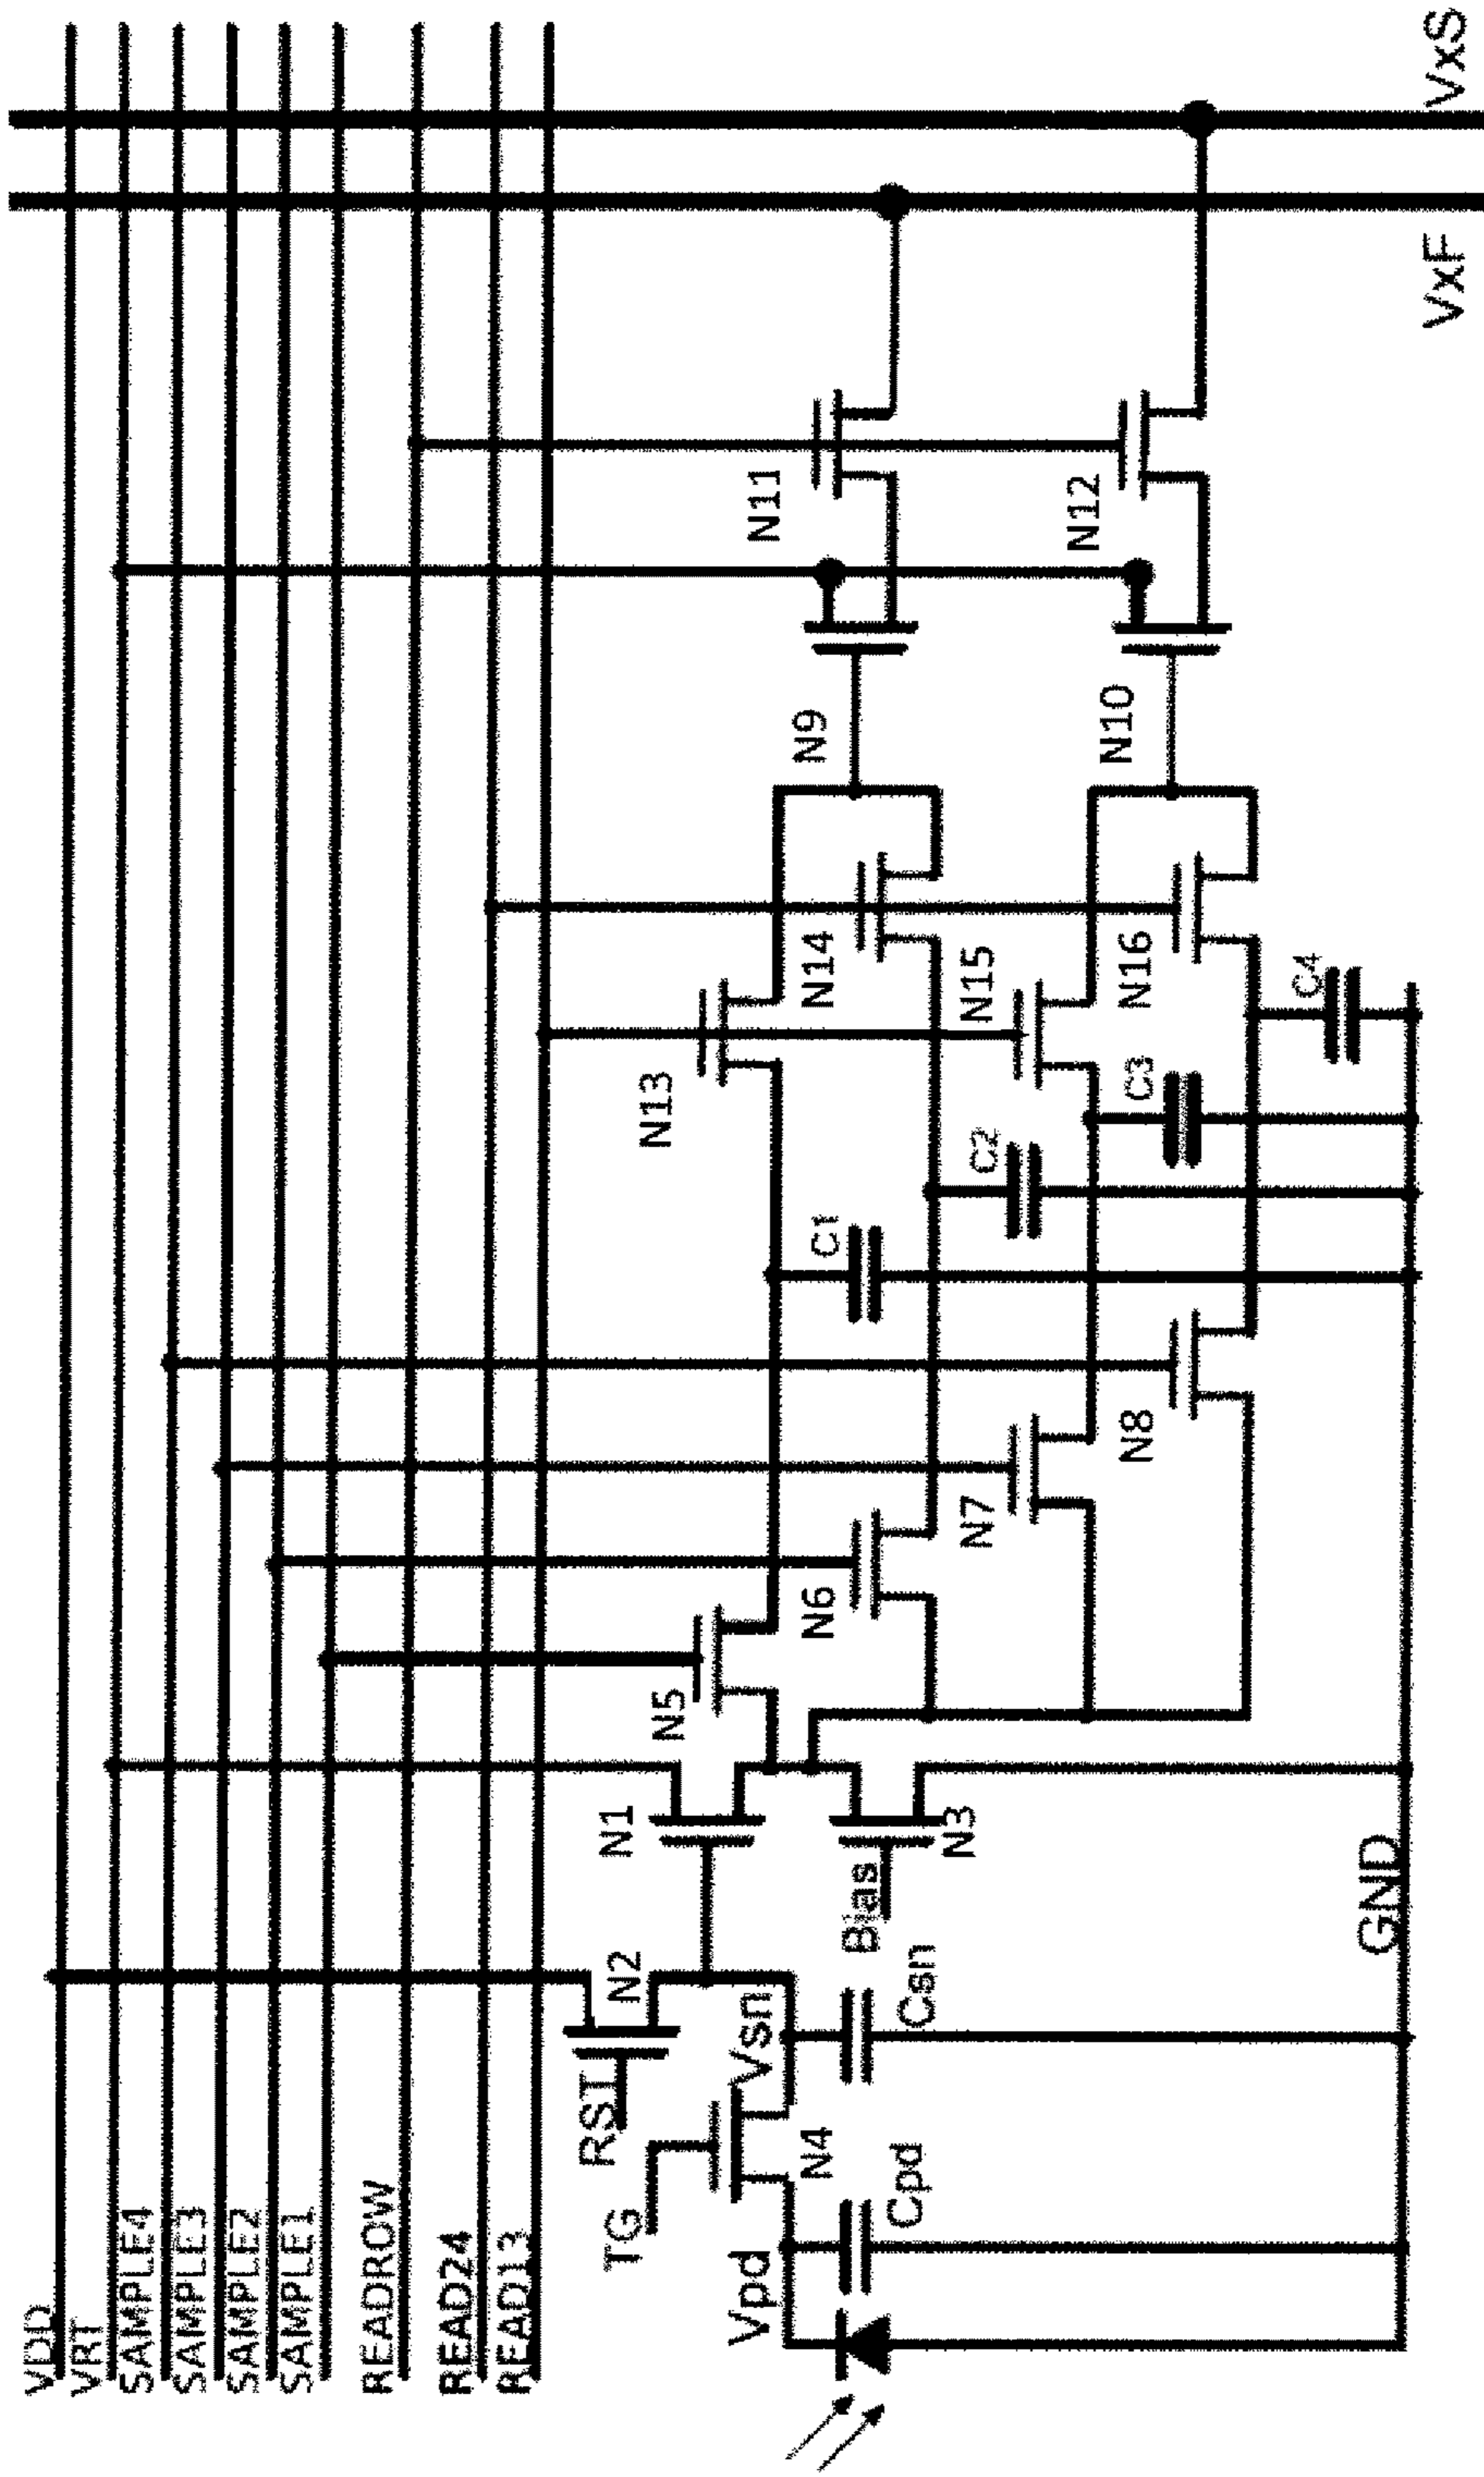 VDD
VRT
SAMPLE4
SAMPLE3
SAMPLE2
SAMPLE1
READROW
READ24
READ13
RST
N2
TG
Vsn
N4
Vpd
Cpd
Csn
N1
Bias
N3
GND
N5
N6
N7
N8
C1
C2
C3
C4
N13
N14
N15
N16
N9
N10
N11
N12
VxF
VxS